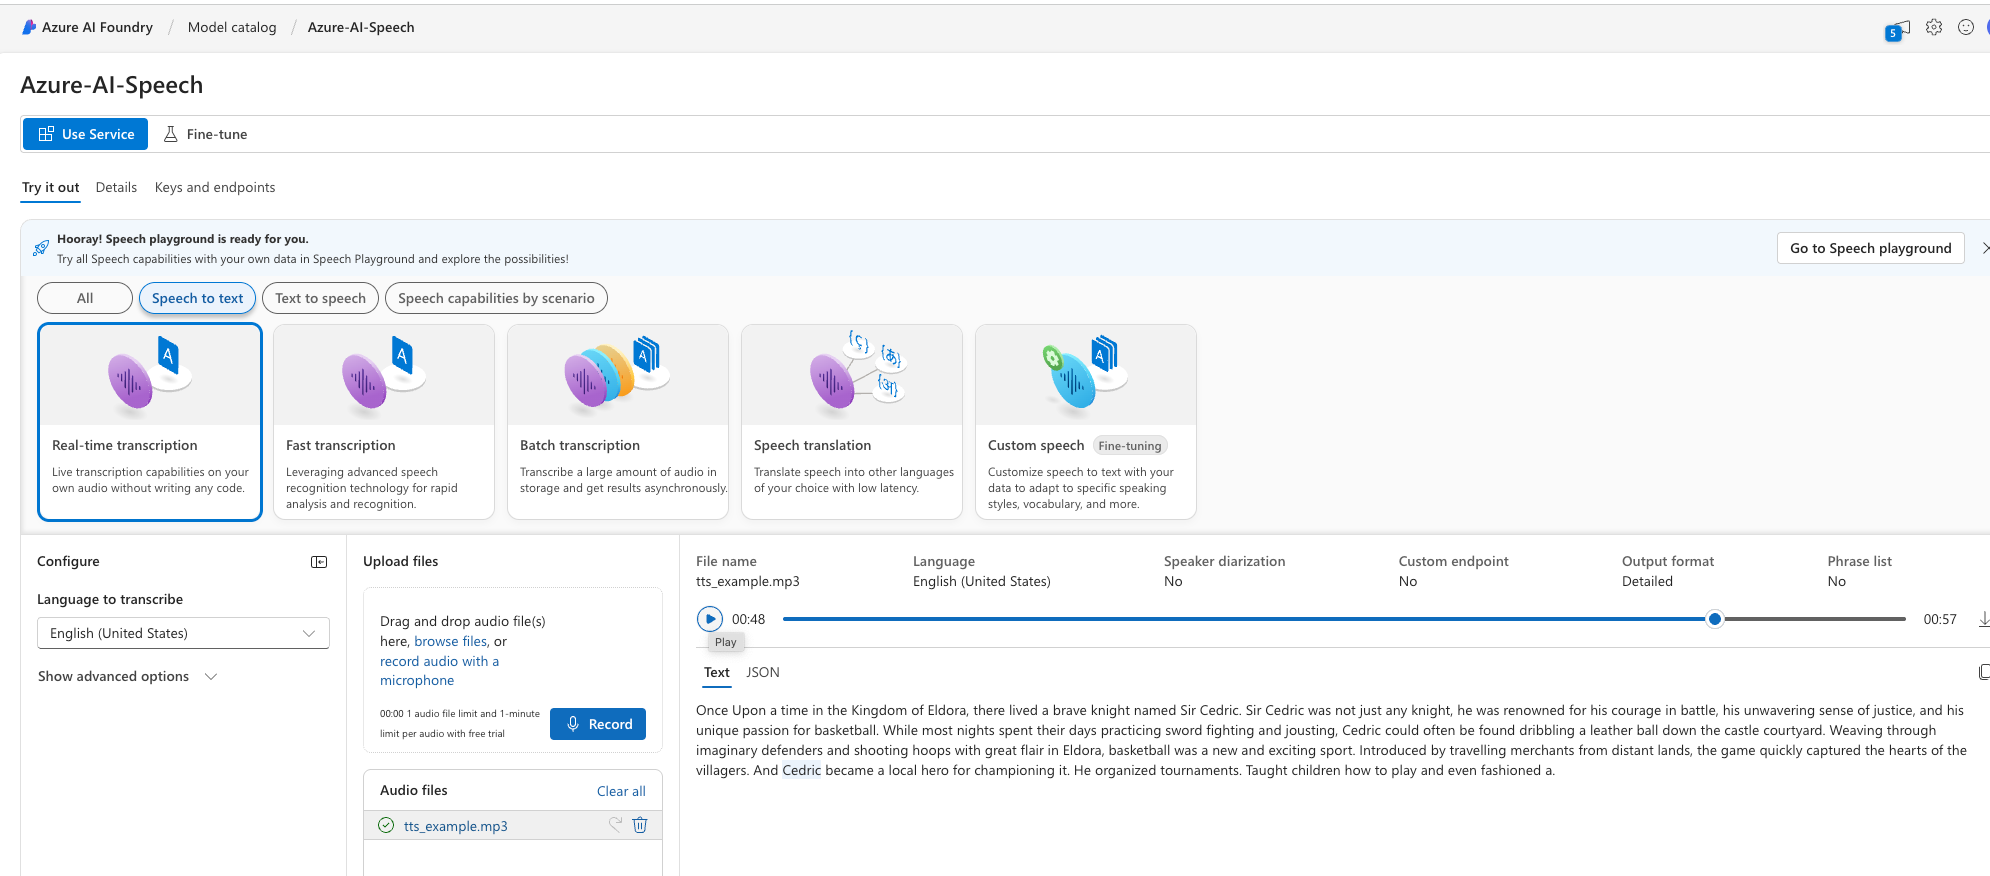 Azure AI Foundry / Model catalog / Azure-AI-Speech
5
Azure-AI-Speech
Use Service Fine-tune
Try it out Details Keys and endpoints
Hooray! Speech playground is ready for you.
Try all Speech capabilities with your own data in Speech Playground and explore the possibilities!
Go to Speech playground
All Speech to text Text to speech Speech capabilities by scenario
A
Real-time transcription
Live transcription capabilities on your
own audio without writing any code.
A
Fast transcription
Leveraging advanced speech
recognition technology for rapid
analysis and recognition.
A
Batch transcription
Transcribe a large amount of audio in
storage and get results asynchronously.
Speech translation
Translate speech into other languages
of your choice with low latency.
A
Custom speech Fine-tuning
Customize speech to text with your
data to adapt to specific speaking
styles, vocabulary, and more.
Configure
Language to transcribe
English (United States)
Show advanced options
Upload files
Drag and drop audio file(s)
here, browse files, or
record audio with a
microphone
00:00 1 audio file limit and 1-minute
limit per audio with free trial
Record
Audio files Clear all
tts_example.mp3
File name Language Speaker diarization Custom endpoint Output format Phrase list
tts_example.mp3 English (United States) No No Detailed No
00:48 00:57
Play
Text JSON
Once Upon a time in the Kingdom of Eldora, there lived a brave knight named Sir Cedric. Sir Cedric was not just any knight, he was renowned for his courage in battle, his unwavering sense of justice, and his
unique passion for basketball. While most nights spent their days practicing sword fighting and jousting, Cedric could often be found dribbling a leather ball down the castle courtyard. Weaving through
imaginary defenders and shooting hoops with great flair in Eldora, basketball was a new and exciting sport. Introduced by travelling merchants from distant lands, the game quickly captured the hearts of the
villagers. And Cedric became a local hero for championing it. He organized tournaments. Taught children how to play and even fashioned a.